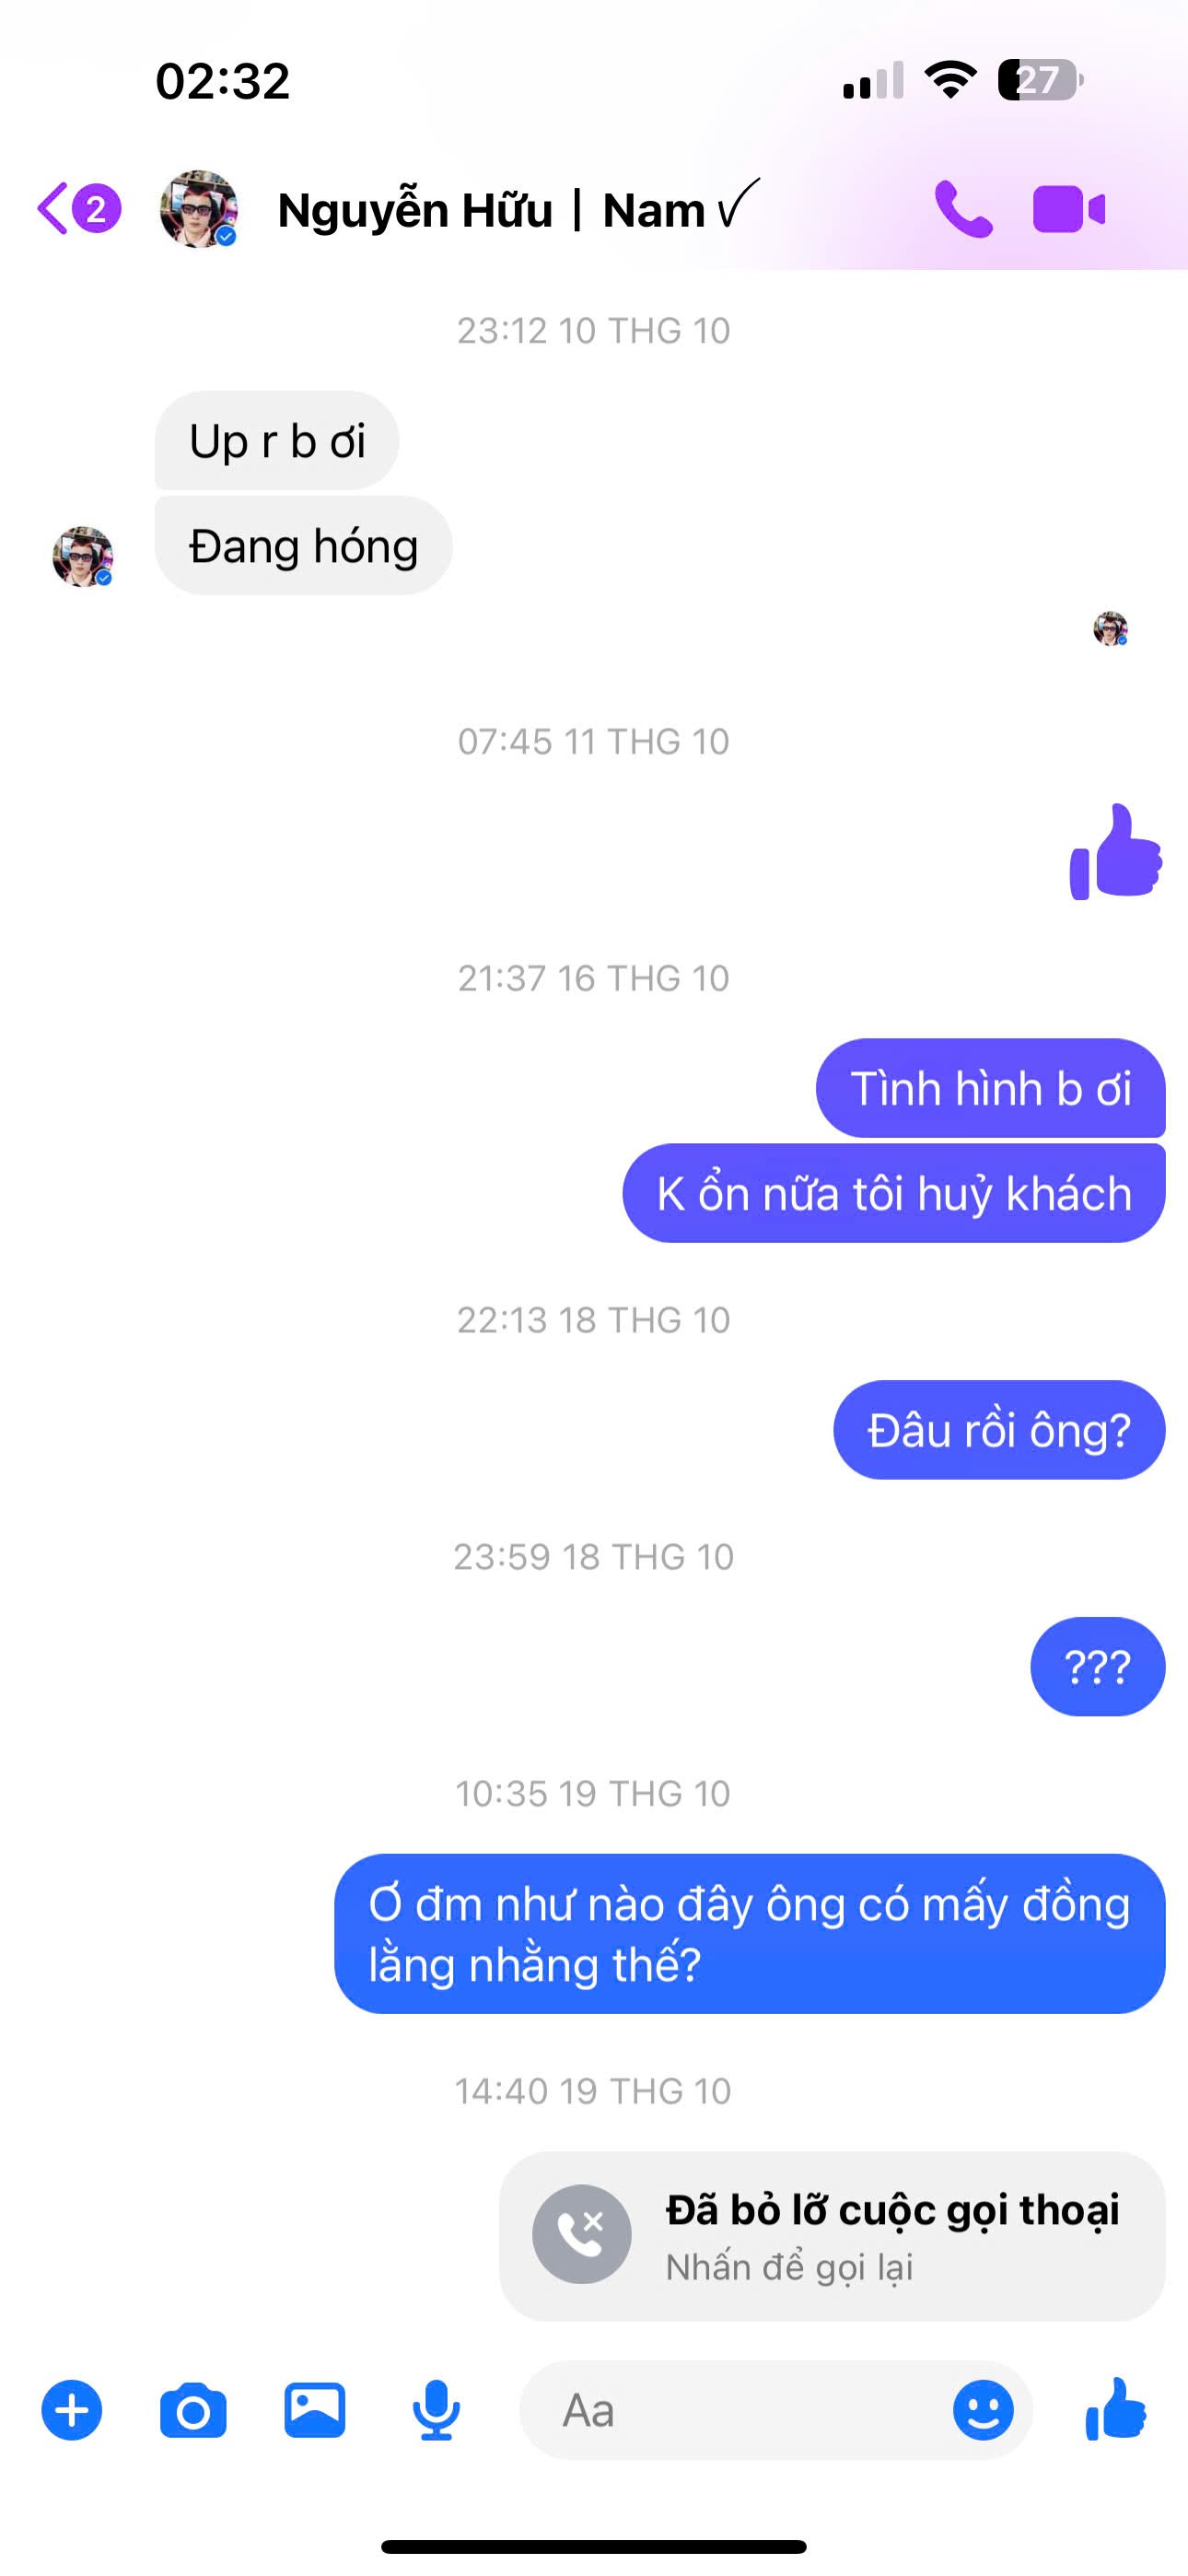 02:32
27
2
Nguyễn Hữu | Nam ✓
23:12 10 THG 10
Up r b ơi
Đang hóng
07:45 11 THG 10
21:37 16 THG 10
Tình hình b ơi
K ổn nữa tôi huỷ khách
22:13 18 THG 10
Đâu rồi ông?
23:59 18 THG 10
???
10:35 19 THG 10
Ơ đm như nào đây ông có mấy đồng
lằng nhằng thế?
14:40 19 THG 10
Đã bỏ lỡ cuộc gọi thoại
Nhấn để gọi lại
Aa